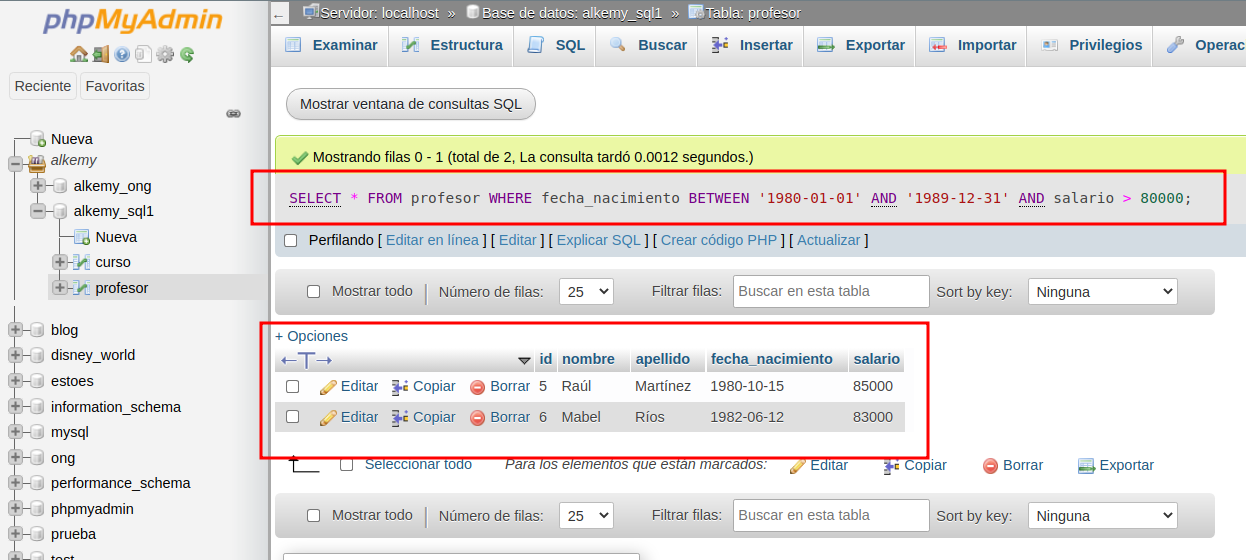 phpMyAdmin
Reciente Favoritas
Nueva
alkemy
alkemy_ong
alkemy_sql1
Nueva
curso
profesor
blog
disney_world
estoes
information_schema
mysql
ong
performance_schema
phpmyadmin
prueba
test
← Servidor: localhost » Base de datos: alkemy_sql1 » Tabla: profesor
Examinar Estructura SQL Buscar Insertar Exportar Importar Privilegios Operac
Mostrar ventana de consultas SQL
Mostrando filas 0 - 1 (total de 2, La consulta tardó 0.0012 segundos.)
SELECT * FROM profesor WHERE fecha_nacimiento BETWEEN '1980-01-01' AND '1989-12-31' AND salario > 80000;
Perfilando [ Editar en línea ] [ Editar ] [ Explicar SQL ] [ Crear código PHP ] [ Actualizar ]
Mostrar todo | Número de filas: 25 Filtrar filas: Buscar en esta tabla Sort by key: Ninguna
+ Opciones
←T→ id nombre apellido fecha_nacimiento salario
Editar Copiar Borrar 5 Raúl Martínez 1980-10-15 85000
Editar Copiar Borrar 6 Mabel Ríos 1982-06-12 83000
Seleccionar todo Para los elementos que están marcados: Editar Copiar Borrar Exportar
Mostrar todo | Número de filas: 25 Filtrar filas: Buscar en esta tabla Sort by key: Ninguna